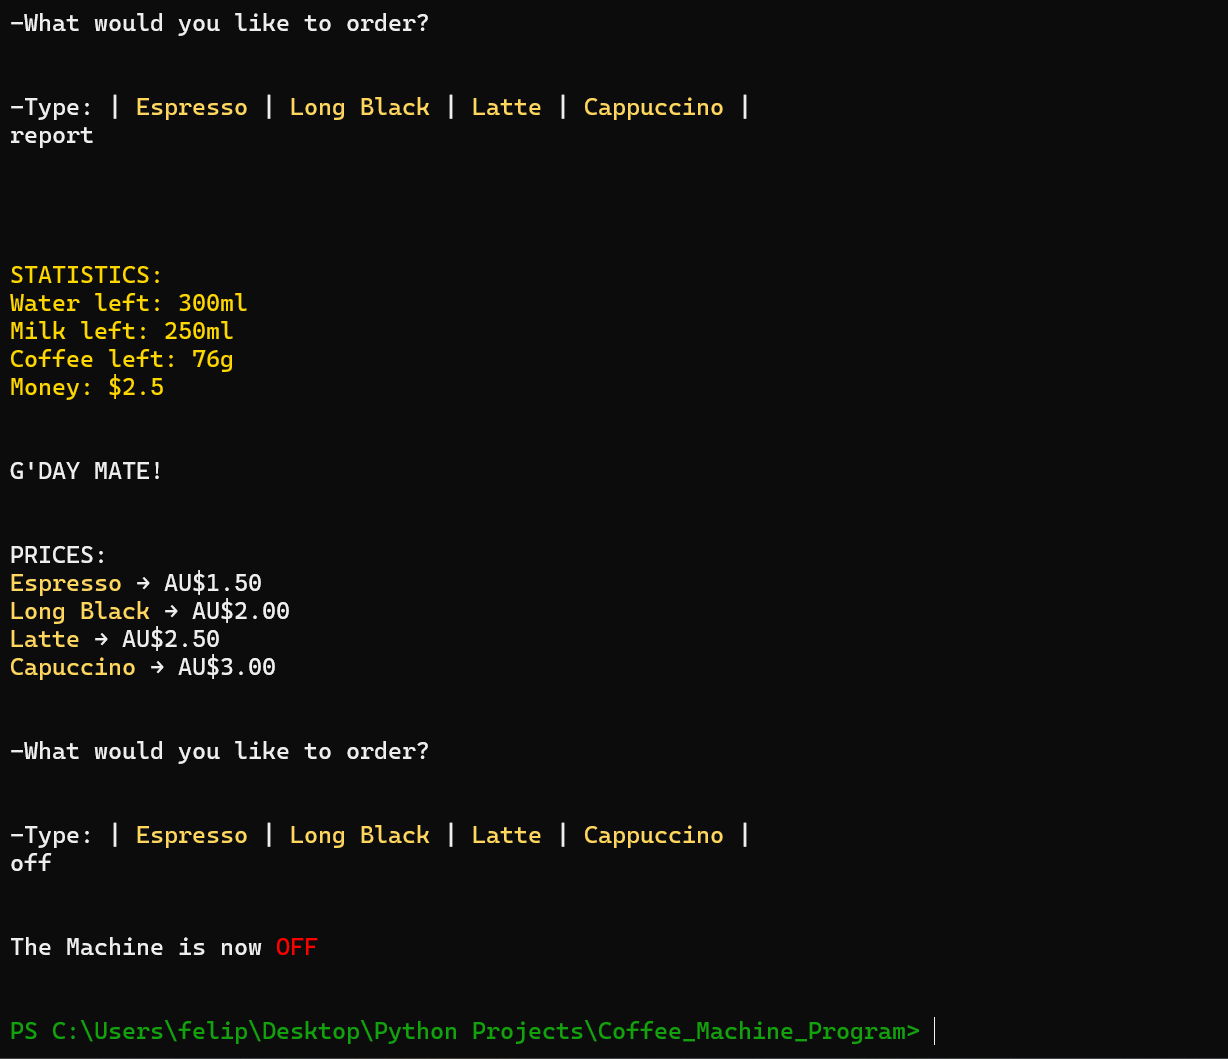 -What would you like to order?
-Type: | Espresso | Long Black | Latte | Cappuccino |
report
STATISTICS:
Water left: 300ml
Milk left: 250ml
Coffee left: 76g
Money: $2.5
G'DAY MATE!
PRICES:
Espresso → AU$1.50
Long Black → AU$2.00
Latte → AU$2.50
Capuccino → AU$3.00
-What would you like to order?
-Type: | Espresso | Long Black | Latte | Cappuccino |
off
The Machine is now OFF
PS C:\Users\felip\Desktop\Python Projects\Coffee_Machine_Program>